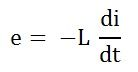 e = −L di/dt